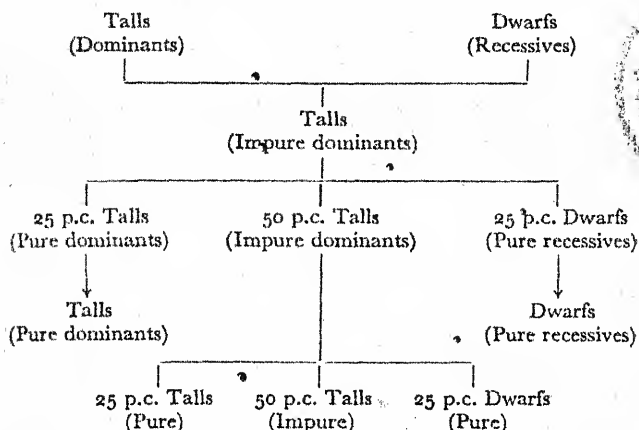 Talls Dwarfs
(Dominants) (Recessives)
Talls
(Impure dominants)
25 p.c. Talls 50 p.c. Talls 25 p.c. Dwarfs
(Pure dominants) (Impure dominants) (Pure recessives)
Talls Dwarfs
(Pure dominants) (Pure recessives)
25 p.c. Talls 50 p.c. Talls 25 p.c. Dwarfs
(Pure) (Impure) (Pure)